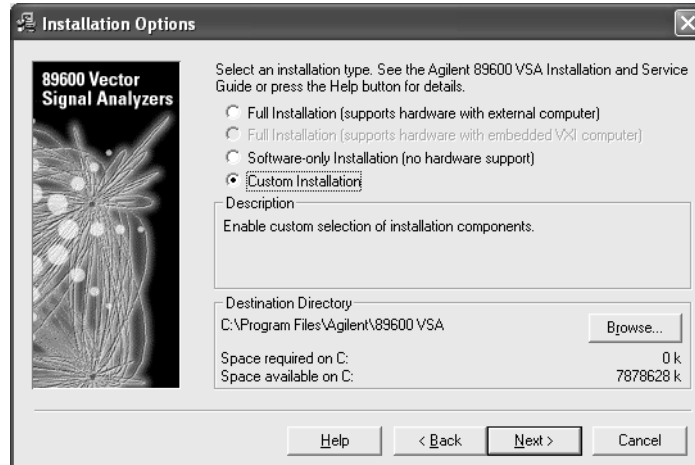 Installation Options
89600 Vector
Signal Analyzers
Select an installation type. See the Agilent 89600 VSA Installation and Service
Guide or press the Help button for details.
Full Installation (supports hardware with external computer)
Full Installation (supports hardware with embedded VXI computer)
Software-only Installation (no hardware support)
Custom Installation
Description
Enable custom selection of installation components.
Destination Directory
C:\Program Files\Agilent\89600 VSA
Browse...
Space required on C: 0 k
Space available on C: 7878628 k
Help < Back Next > Cancel